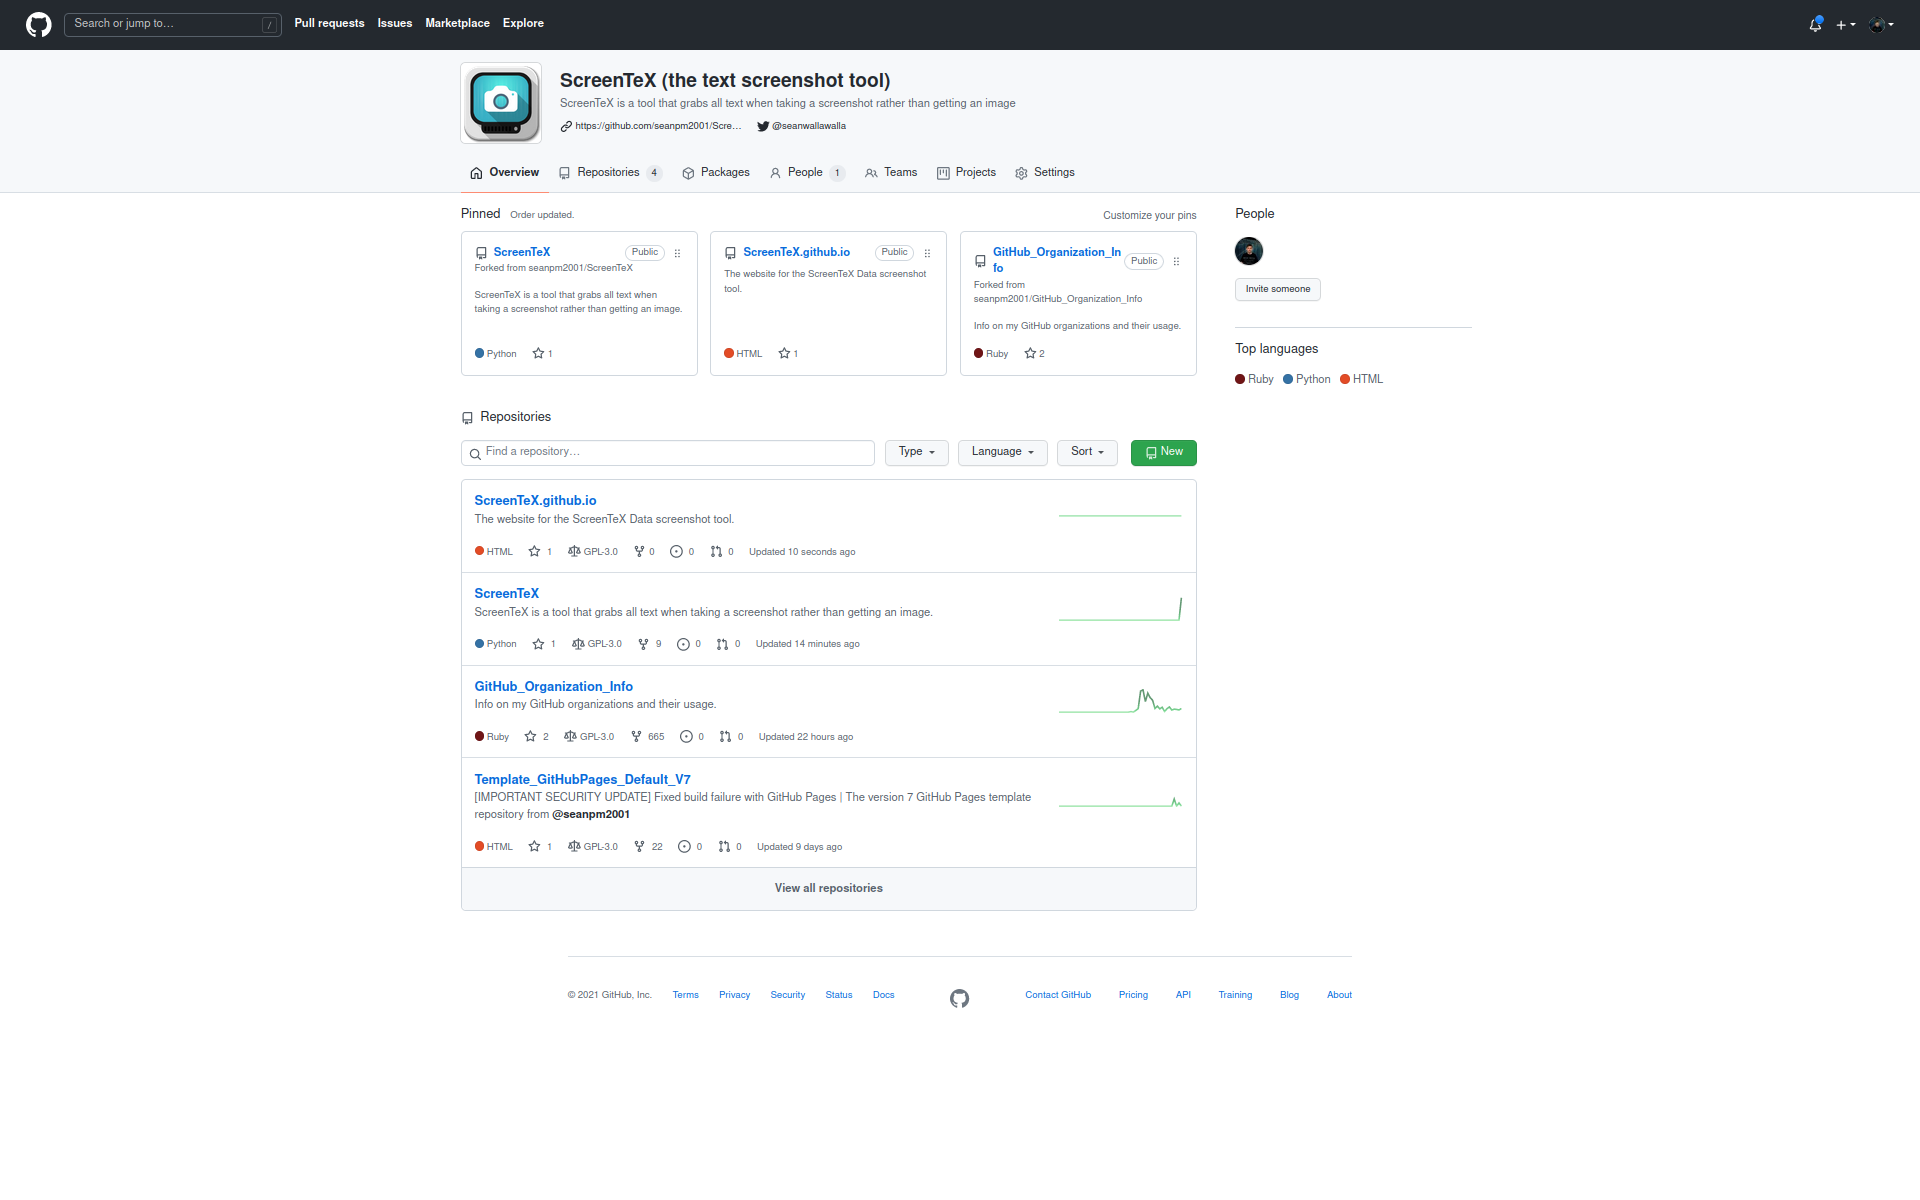 Search or jump to…
/
Pull requests Issues Marketplace Explore
ScreenTeX (the text screenshot tool)
ScreenTeX is a tool that grabs all text when taking a screenshot rather than getting an image
https://github.com/seanpm2001/Scre… @seanwallawalla
Overview Repositories 4 Packages People 1 Teams Projects Settings
Pinned Order updated. Customize your pins
ScreenTeX Public
Forked from seanpm2001/ScreenTeX
ScreenTeX is a tool that grabs all text when
taking a screenshot rather than getting an image.
Python 1
ScreenTeX.github.io Public
The website for the ScreenTeX Data screenshot
tool.
HTML 1
GitHub_Organization_In
fo
Public
Forked from
seanpm2001/GitHub_Organization_Info
Info on my GitHub organizations and their usage.
Ruby 2
People
Invite someone
Top languages
Ruby Python HTML
Repositories
Find a repository… Type Language Sort New
ScreenTeX.github.io
The website for the ScreenTeX Data screenshot tool.
HTML 1 GPL-3.0 0 0 0 Updated 10 seconds ago
ScreenTeX
ScreenTeX is a tool that grabs all text when taking a screenshot rather than getting an image.
Python 1 GPL-3.0 9 0 0 Updated 14 minutes ago
GitHub_Organization_Info
Info on my GitHub organizations and their usage.
Ruby 2 GPL-3.0 665 0 0 Updated 22 hours ago
Template_GitHubPages_Default_V7
[IMPORTANT SECURITY UPDATE] Fixed build failure with GitHub Pages | The version 7 GitHub Pages template
repository from @seanpm2001
HTML 1 GPL-3.0 22 0 0 Updated 9 days ago
View all repositories
© 2021 GitHub, Inc. Terms Privacy Security Status Docs Contact GitHub Pricing API Training Blog About